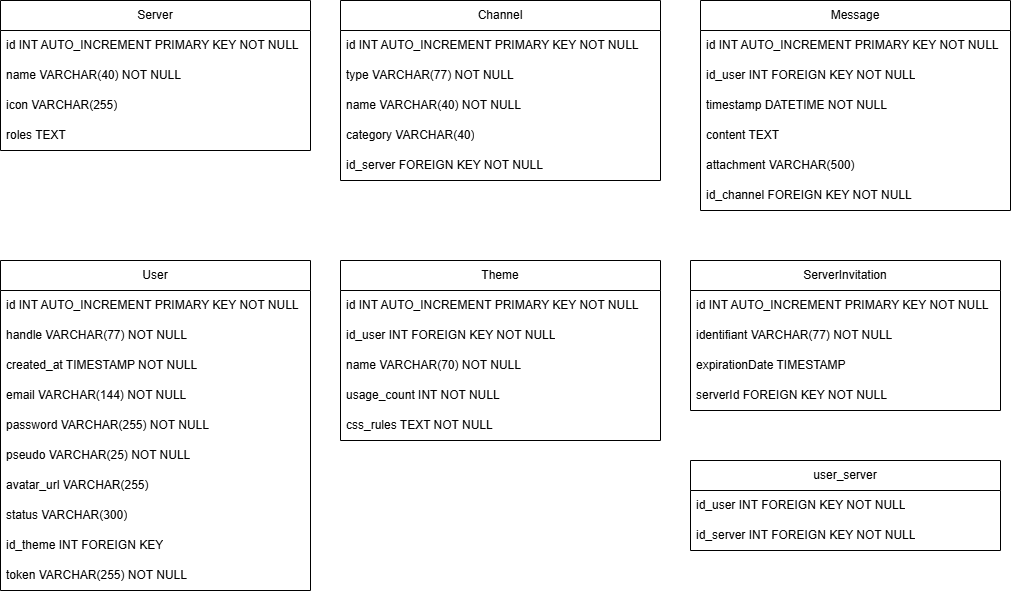 Server
id INT AUTO_INCREMENT PRIMARY KEY NOT NULL
name VARCHAR(40) NOT NULL
icon VARCHAR(255)
roles TEXT
Channel
id INT AUTO_INCREMENT PRIMARY KEY NOT NULL
type VARCHAR(77) NOT NULL
name VARCHAR(40) NOT NULL
category VARCHAR(40)
id_server FOREIGN KEY NOT NULL
Message
id INT AUTO_INCREMENT PRIMARY KEY NOT NULL
id_user INT FOREIGN KEY NOT NULL
timestamp DATETIME NOT NULL
content TEXT
attachment VARCHAR(500)
id_channel FOREIGN KEY NOT NULL
User
id INT AUTO_INCREMENT PRIMARY KEY NOT NULL
handle VARCHAR(77) NOT NULL
created_at TIMESTAMP NOT NULL
email VARCHAR(144) NOT NULL
password VARCHAR(255) NOT NULL
pseudo VARCHAR(25) NOT NULL
avatar_url VARCHAR(255)
status VARCHAR(300)
id_theme INT FOREIGN KEY
token VARCHAR(255) NOT NULL
Theme
id INT AUTO_INCREMENT PRIMARY KEY NOT NULL
id_user INT FOREIGN KEY NOT NULL
name VARCHAR(70) NOT NULL
usage_count INT NOT NULL
css_rules TEXT NOT NULL
ServerInvitation
id INT AUTO_INCREMENT PRIMARY KEY NOT NULL
identifiant VARCHAR(77) NOT NULL
expirationDate TIMESTAMP
serverId FOREIGN KEY NOT NULL
user_server
id_user INT FOREIGN KEY NOT NULL
id_server INT FOREIGN KEY NOT NULL